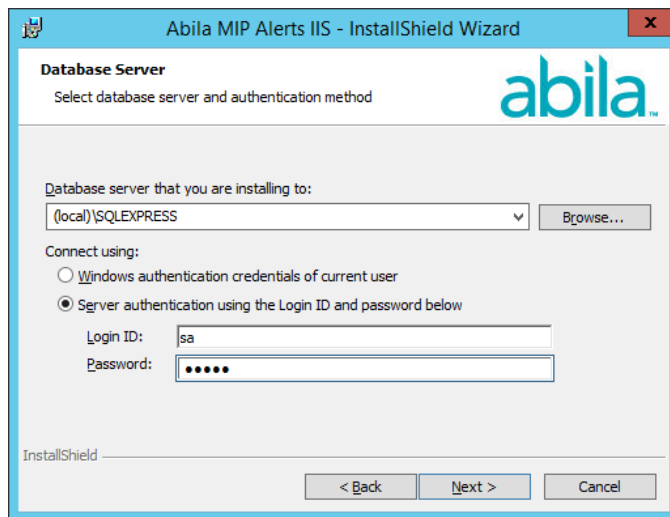 Abila MIP Alerts IIS - InstallShield Wizard
x
Database Server
Select database server and authentication method
abila
Database server that you are installing to:
(local)\SQLEXPRESS
Browse...
Connect using:
Windows authentication credentials of current user
Server authentication using the Login ID and password below
Login ID:
sa
Password:
●●●●●
InstallShield
< Back
Next >
Cancel